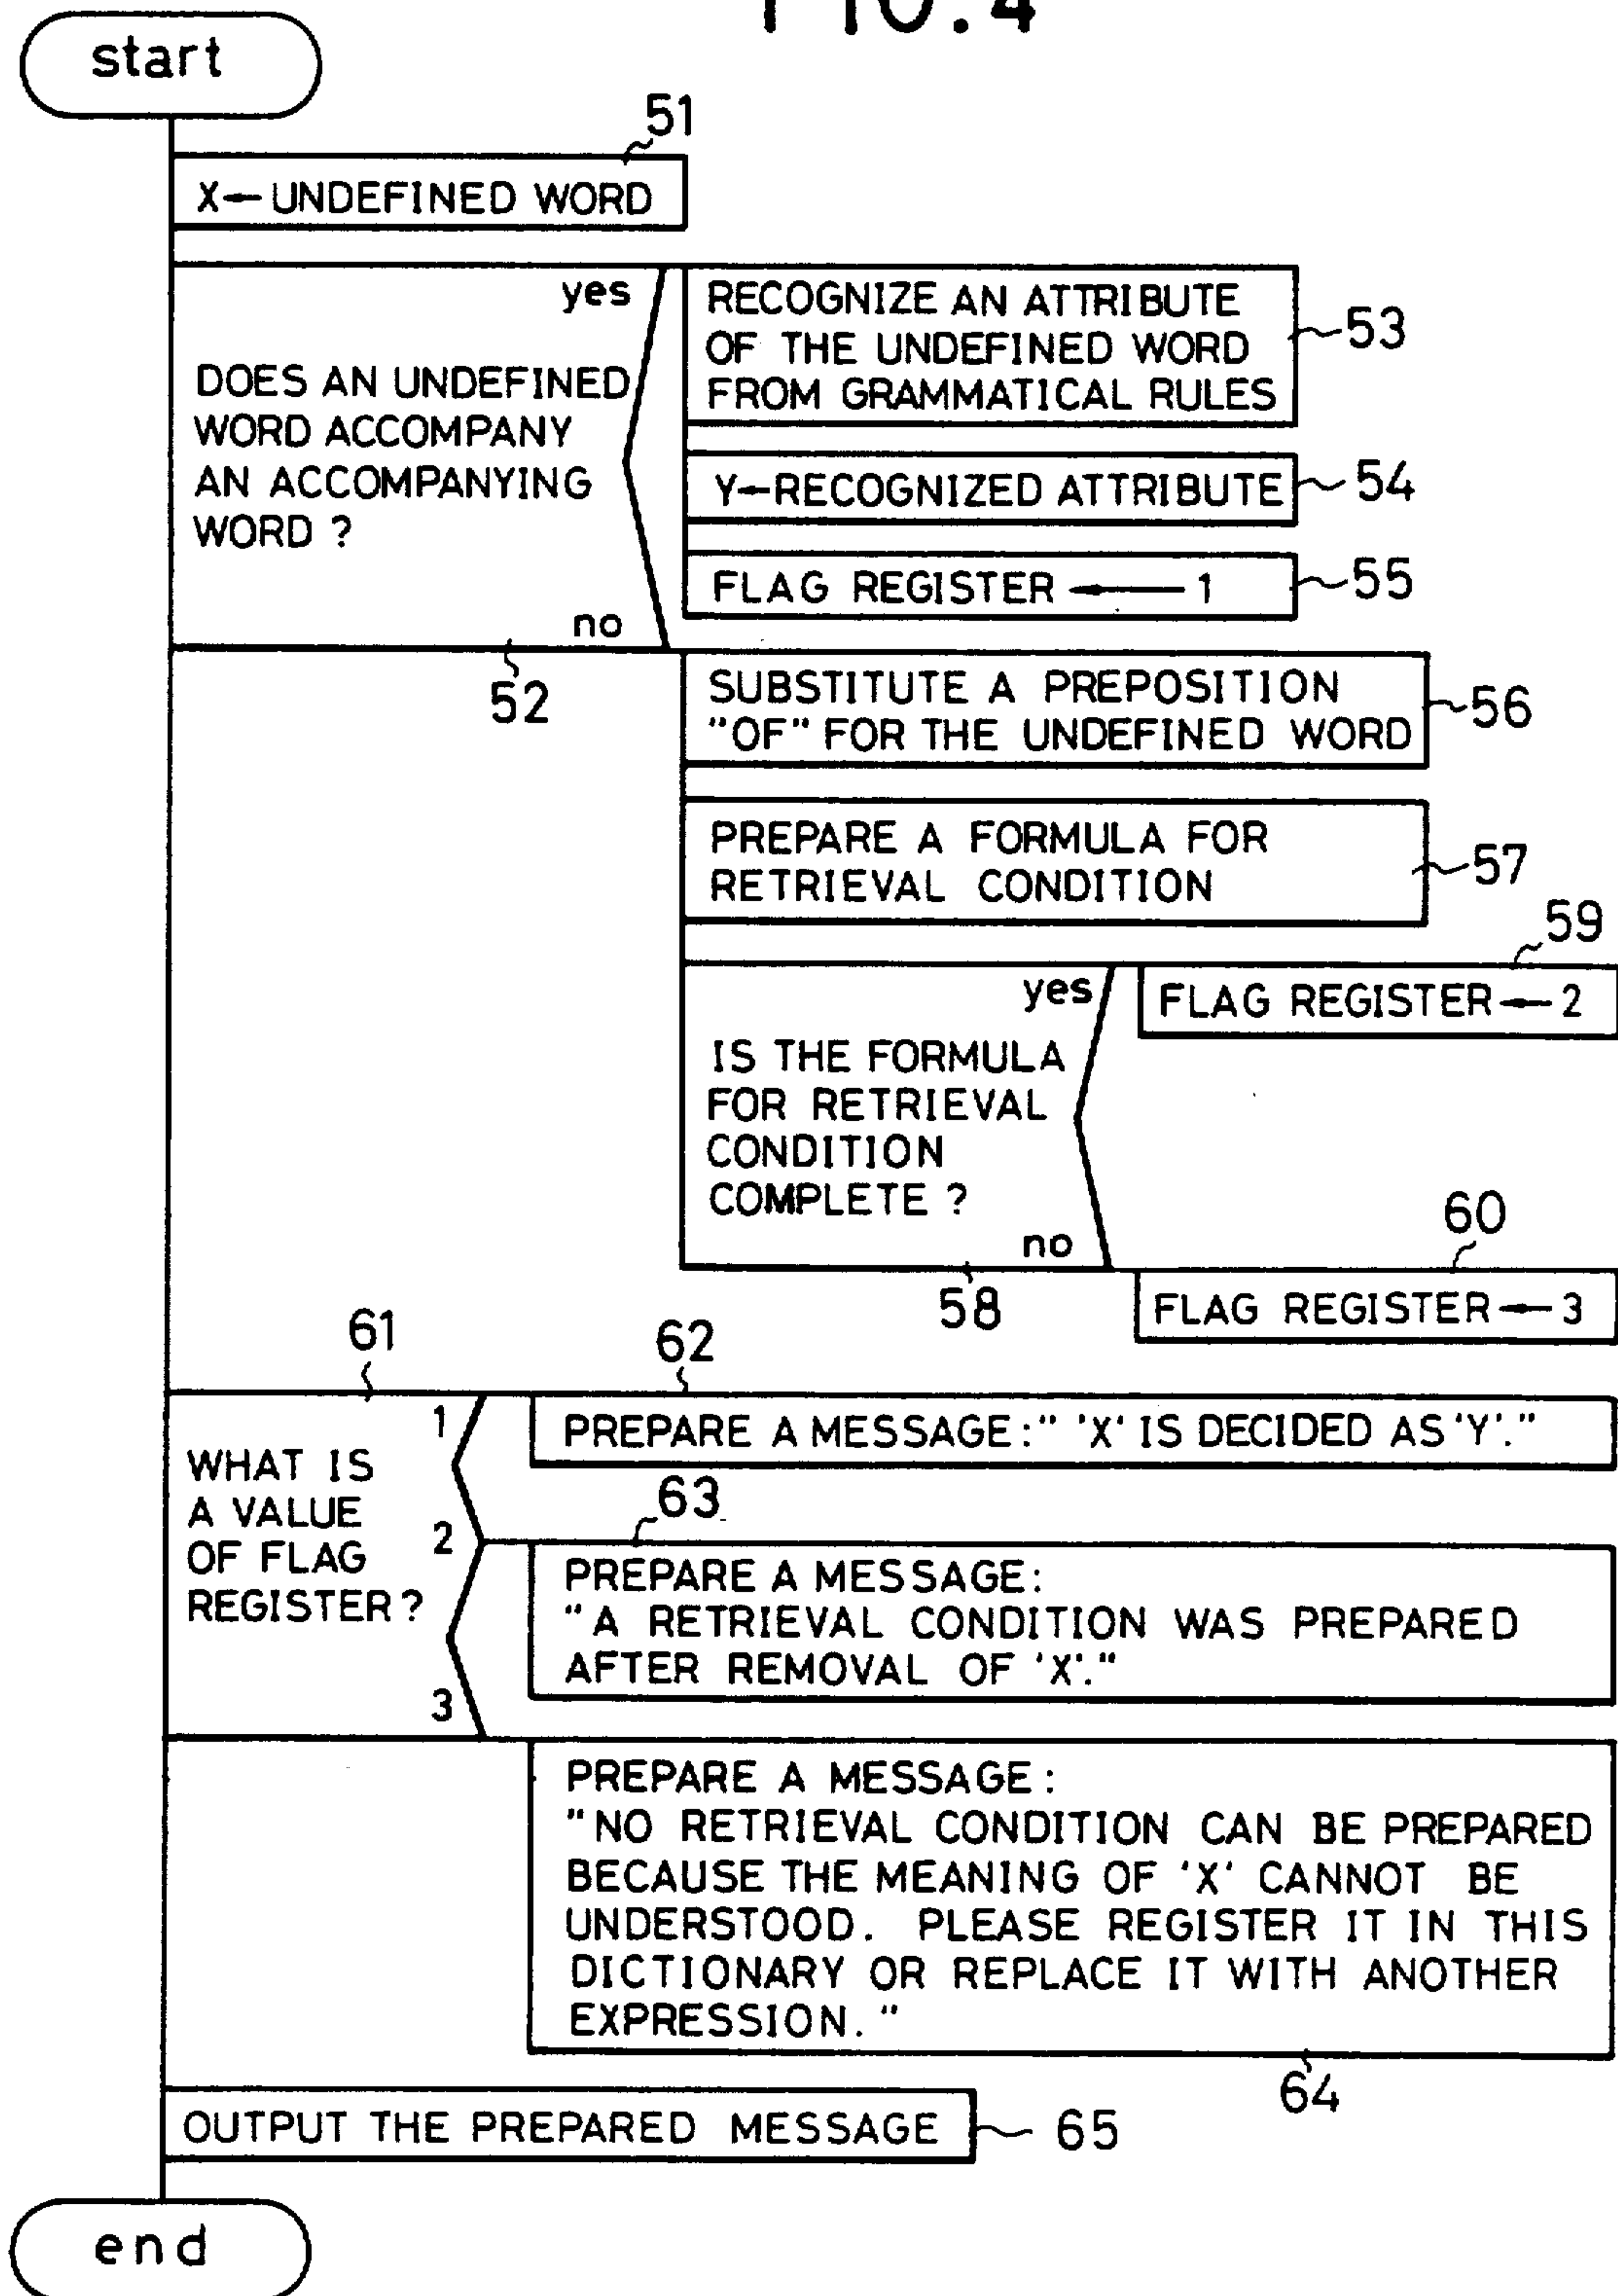 FIG.4
start
51
X←UNDEFINED WORD
yes
DOES AN UNDEFINED
WORD ACCOMPANY
AN ACCOMPANYING
WORD ?
no
52
RECOGNIZE AN ATTRIBUTE
OF THE UNDEFINED WORD
FROM GRAMMATICAL RULES
53
Y←RECOGNIZED ATTRIBUTE
54
FLAG REGISTER ← 1
55
SUBSTITUTE A PREPOSITION
"OF" FOR THE UNDEFINED WORD
56
PREPARE A FORMULA FOR
RETRIEVAL CONDITION
57
yes
IS THE FORMULA
FOR RETRIEVAL
CONDITION
COMPLETE ?
no
58
59
FLAG REGISTER ← 2
60
FLAG REGISTER ← 3
61
WHAT IS
A VALUE
OF FLAG
REGISTER?
1
2
3
62
PREPARE A MESSAGE:" 'X' IS DECIDED AS 'Y'."
63
PREPARE A MESSAGE:
"A RETRIEVAL CONDITION WAS PREPARED
AFTER REMOVAL OF 'X'."
PREPARE A MESSAGE:
"NO RETRIEVAL CONDITION CAN BE PREPARED
BECAUSE THE MEANING OF 'X' CANNOT BE
UNDERSTOOD. PLEASE REGISTER IT IN THIS
DICTIONARY OR REPLACE IT WITH ANOTHER
EXPRESSION."
64
OUTPUT THE PREPARED MESSAGE
65
end